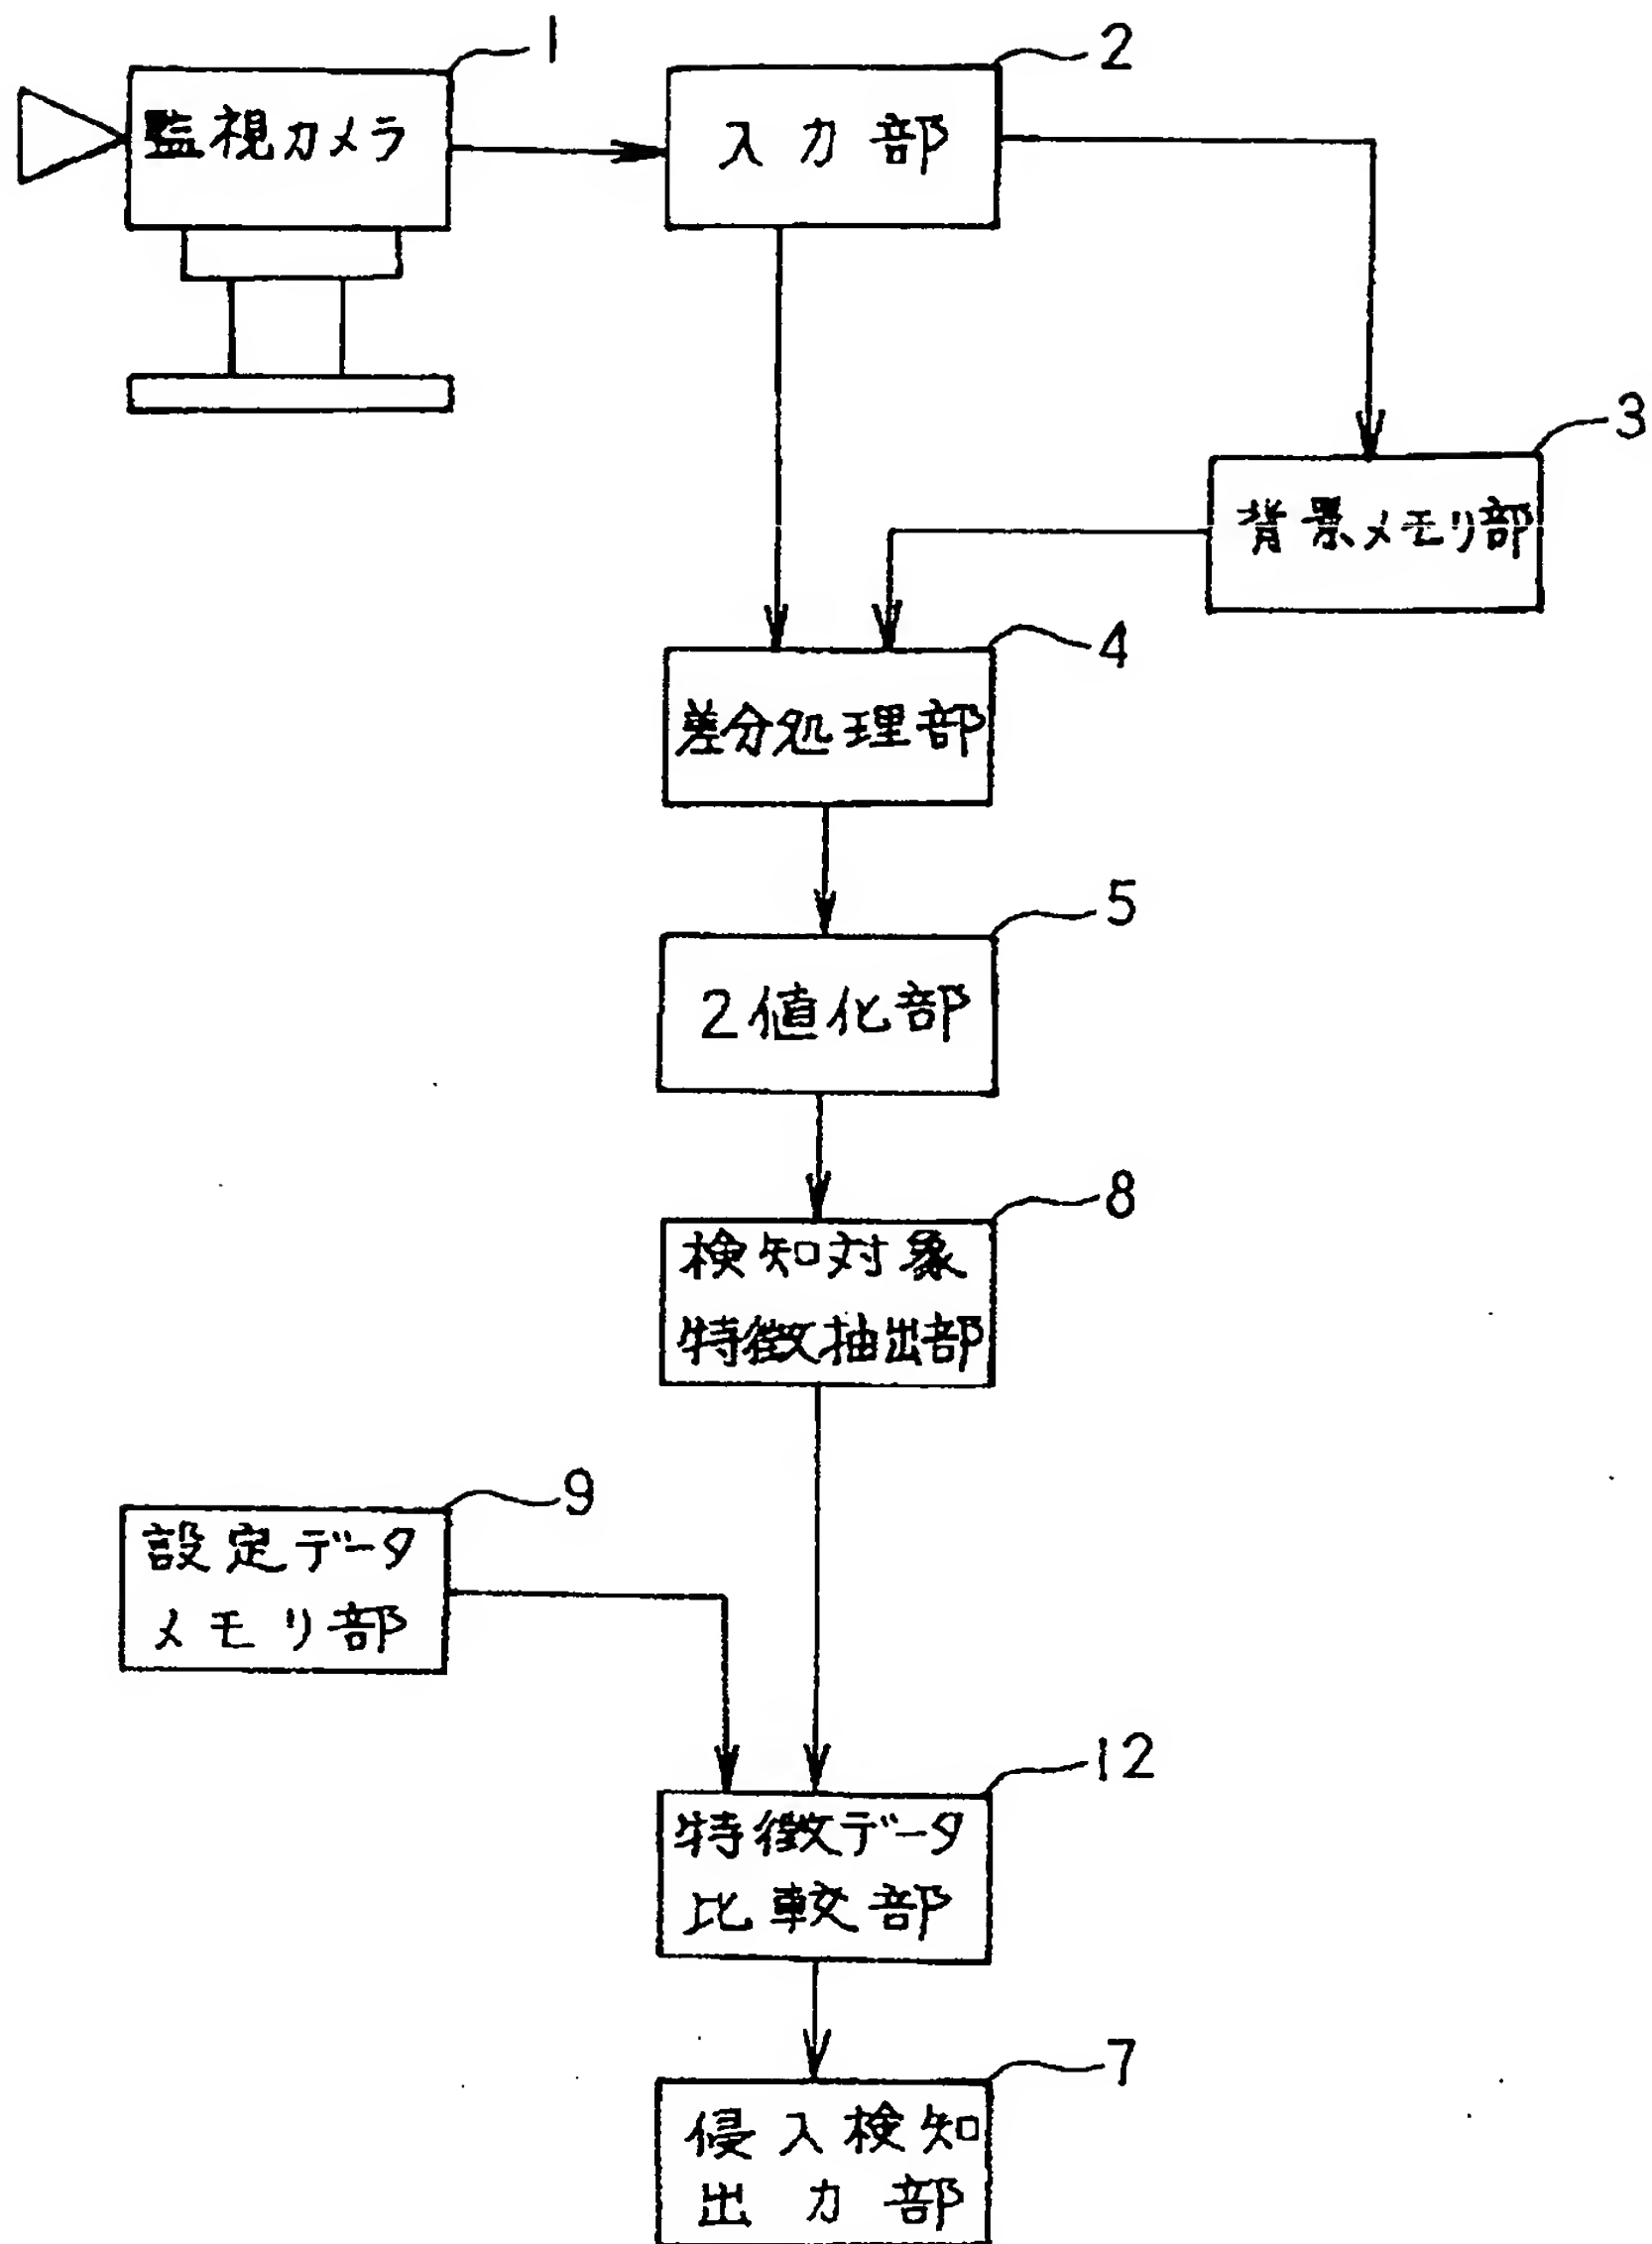 1
監視カメラ
2
入力部
3
背景メモリ部
4
差分処理部
5
2値化部
8
検知対象
特徴抽出部
9
設定データ
メモリ部
12
特徴データ
比較部
7
侵入検知
出力部